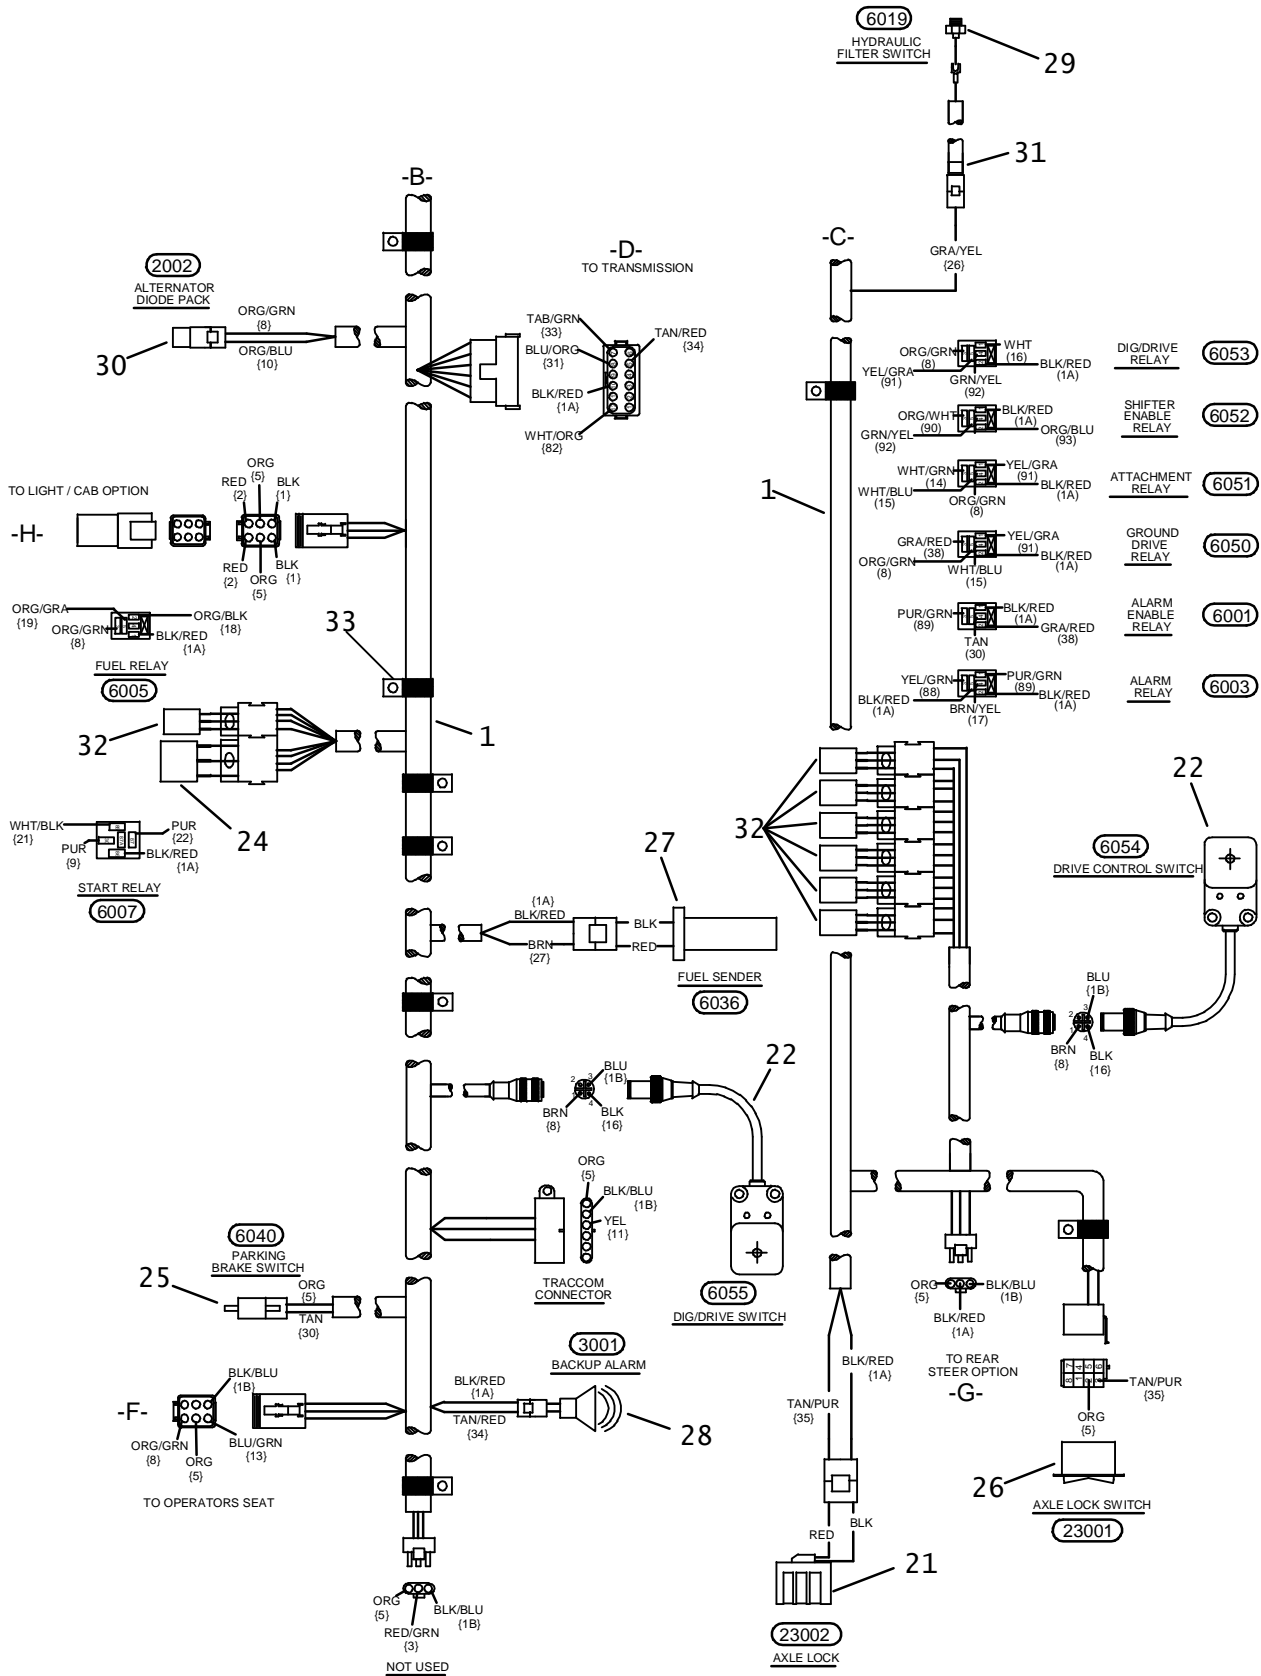 6019
HYDRAULIC
FILTER SWITCH
29
31
GRA/YEL
{26}
-B-
-C-
-D-
TO TRANSMISSION
2002
ALTERNATOR
DIODE PACK
ORG/GRN
{8}
ORG/BLU
{10}
30
TAB/GRN
{33}
TAN/RED
{34}
BLU/ORG
{31}
BLK/RED
{1A}
WHT/ORG
{82}
ORG/GRN
(8)
WHT
(16)
YEL/GRA
(91)
BLK/RED
(1A)
GRN/YEL
(92)
DIG/DRIVE
RELAY
6053
ORG/WHT
(90)
BLK/RED
(1A)
GRN/YEL
(92)
ORG/BLU
(93)
SHIFTER
ENABLE
RELAY
6052
WHT/GRN
(14)
YEL/GRA
(91)
WHT/BLU
(15)
BLK/RED
(1A)
ORG/GRN
(8)
ATTACHMENT
RELAY
6051
GRA/RED
(38)
YEL/GRA
(91)
ORG/GRN
(8)
BLK/RED
(1A)
WHT/BLU
(15)
GROUND
DRIVE
RELAY
6050
PUR/GRN
(89)
BLK/RED
(1A)
TAN
(30)
GRA/RED
(38)
ALARM
ENABLE
RELAY
6001
YEL/GRN
(88)
PUR/GRN
(89)
BLK/RED
(1A)
BLK/RED
(1A)
BRN/YEL
(17)
ALARM
RELAY
6003
1
TO LIGHT / CAB OPTION
-H-
RED
{2}
ORG
{5}
BLK
{1}
RED
{2}
ORG
{5}
BLK
{1}
ORG/GRA
{19}
ORG/BLK
{18}
ORG/GRN
{8}
BLK/RED
{1A}
FUEL RELAY
6005
33
1
32
24
WHT/BLK
{21}
PUR
{22}
PUR
{9}
BLK/RED
{1A}
START RELAY
6007
32
22
6054
DRIVE CONTROL SWITCH
27
{1A}
BLK/RED
BRN
{27}
BLK
RED
FUEL SENDER
6036
BLU
{1B}
2
3
1
4
BRN
{8}
BLK
{16}
22
BLU
{1B}
2
3
1
4
BRN
{8}
BLK
{16}
ORG
{5}
BLK/BLU
{1B}
YEL
{11}
TRACCOM
CONNECTOR
6055
DIG/DRIVE SWITCH
6040
PARKING
BRAKE SWITCH
25
ORG
{5}
TAN
{30}
3001
BACKUP ALARM
BLK/RED
{1A}
TAN/RED
{34}
28
BLK/BLU
{1B}
-F-
ORG/GRN
{8}
ORG
{5}
BLU/GRN
{13}
TO OPERATORS SEAT
ORG
{5}
RED/GRN
{3}
BLK/BLU
{1B}
NOT USED
BLK/RED
{1A}
TAN/PUR
{35}
RED
BLK
21
23002
AXLE LOCK
ORG
{5}
BLK/BLU
{1B}
BLK/RED
{1A}
TO REAR
STEER OPTION
-G-
7 4 5 6
8 1 2 3
TAN/PUR
{35}
ORG
{5}
26
AXLE LOCK SWITCH
23001